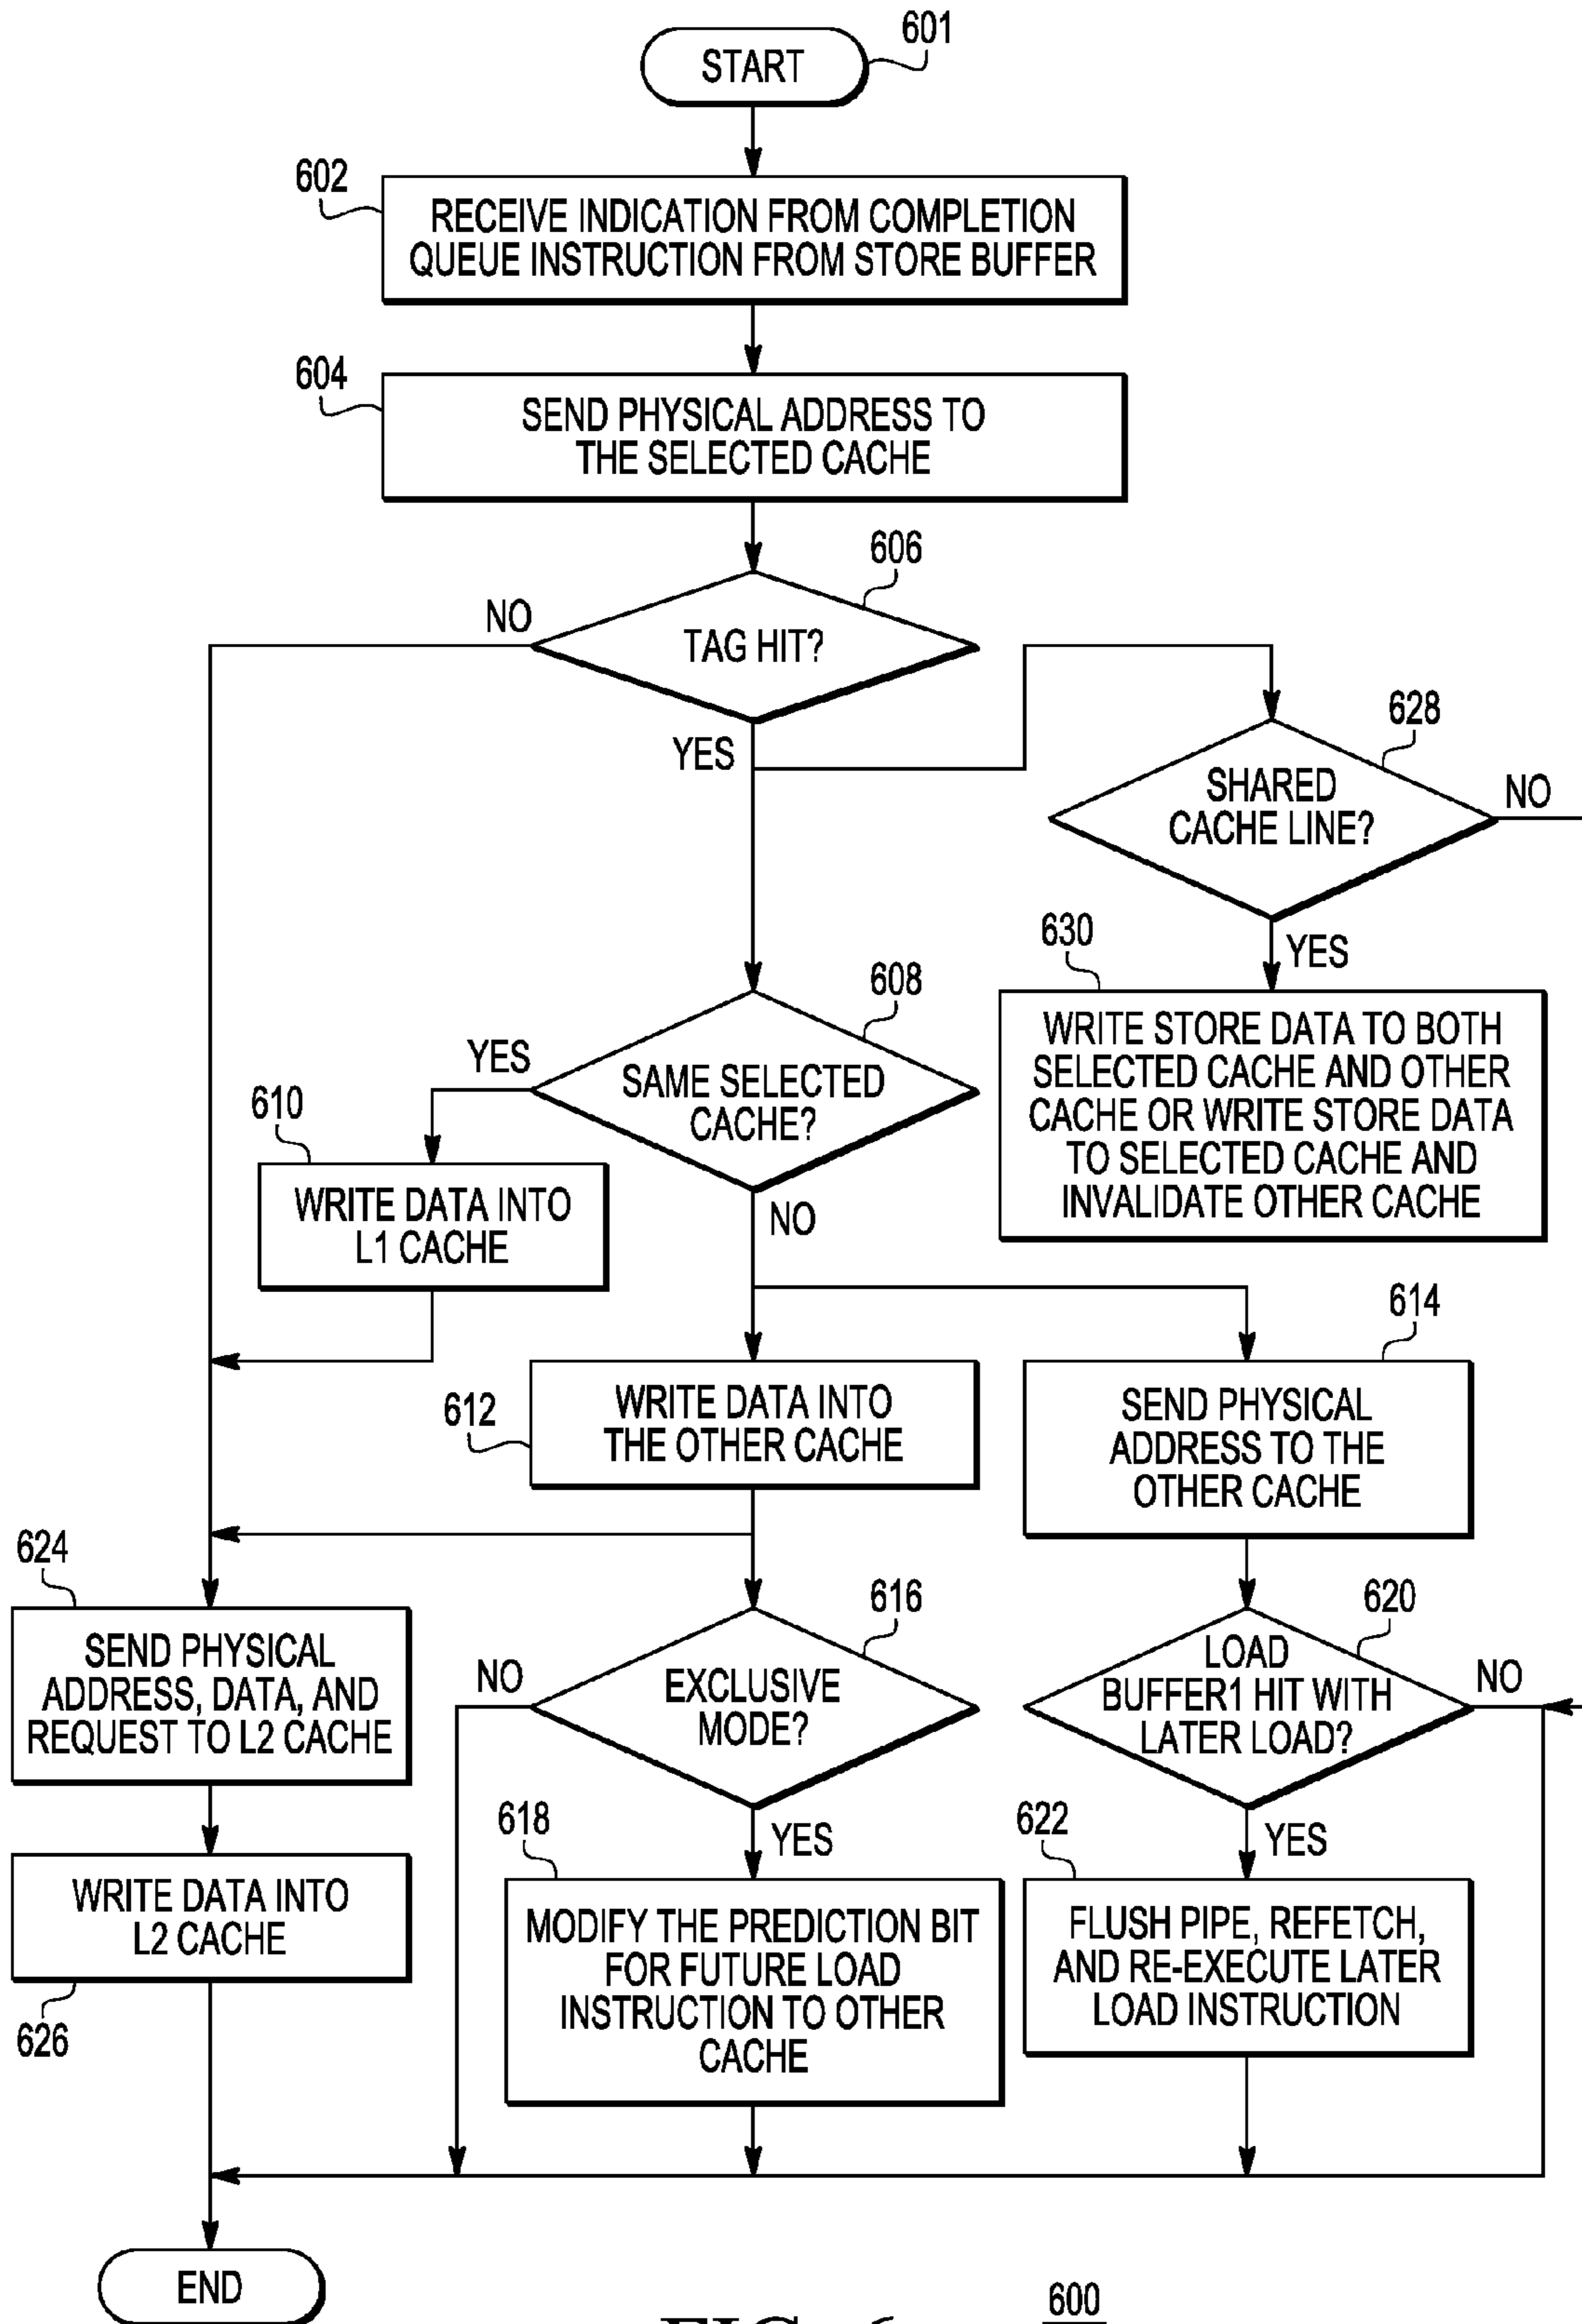 601
START
602
RECEIVE INDICATION FROM COMPLETION
QUEUE INSTRUCTION FROM STORE BUFFER
604
SEND PHYSICAL ADDRESS TO
THE SELECTED CACHE
606
NO
TAG HIT?
YES
628
SHARED
CACHE LINE?
NO
YES
630
WRITE STORE DATA TO BOTH
SELECTED CACHE AND OTHER
CACHE OR WRITE STORE DATA
TO SELECTED CACHE AND
INVALIDATE OTHER CACHE
608
YES
SAME SELECTED
CACHE?
NO
610
WRITE DATA INTO
L1 CACHE
612
WRITE DATA INTO
THE OTHER CACHE
614
SEND PHYSICAL
ADDRESS TO THE
OTHER CACHE
624
SEND PHYSICAL
ADDRESS, DATA, AND
REQUEST TO L2 CACHE
616
NO
EXCLUSIVE
MODE?
YES
620
LOAD
BUFFER1 HIT WITH
LATER LOAD?
NO
YES
626
WRITE DATA INTO
L2 CACHE
618
MODIFY THE PREDICTION BIT
FOR FUTURE LOAD
INSTRUCTION TO OTHER
CACHE
622
FLUSH PIPE, REFETCH,
AND RE-EXECUTE LATER
LOAD INSTRUCTION
END
600